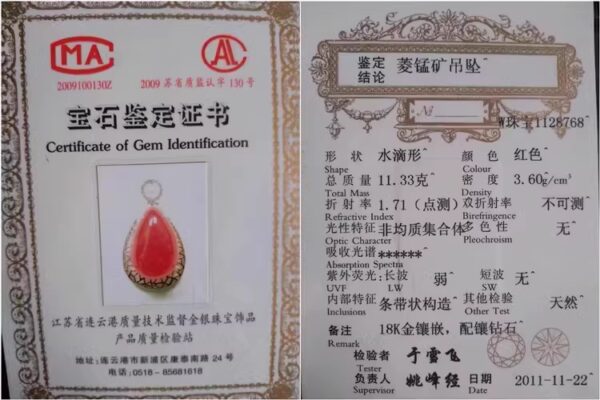 CMA
CAL
2009100130Z
2009 苏省质监认字 130 号
宝石鉴定证书
Certificate of Gem Identification
江苏省连云港质量技术监督金银珠宝饰品
产品质量检验站
地址:连云港市新浦区康泰南路 24 号
电话:0518-85681618
鉴定
结论
菱锰矿吊坠
№
W珠宝1128768
形 状 水滴形 颜 色 红色
Shape Colour
总 质 量 11.33克 密 度 3.60g/cm³
Total Mass Density
折 射 率 1.71(点测) 双折射率 不可测
Refractive Index Birefringence
光性特征 非均质集合体 多 色 性 无
Optic Character Pleochroism
吸收光谱 ******
Absorption Spectra
紫外荧光:长波 弱 短波 无
UVF LW SW
内部特征 条带状构造 其他检验 天然
Inclusions Other Test
备注 18K金镶嵌，配镶钻石
Remark
检验者 于雪飞
Tester
负责人 姚峰经 日期 2011-11-22
Supervisor Date